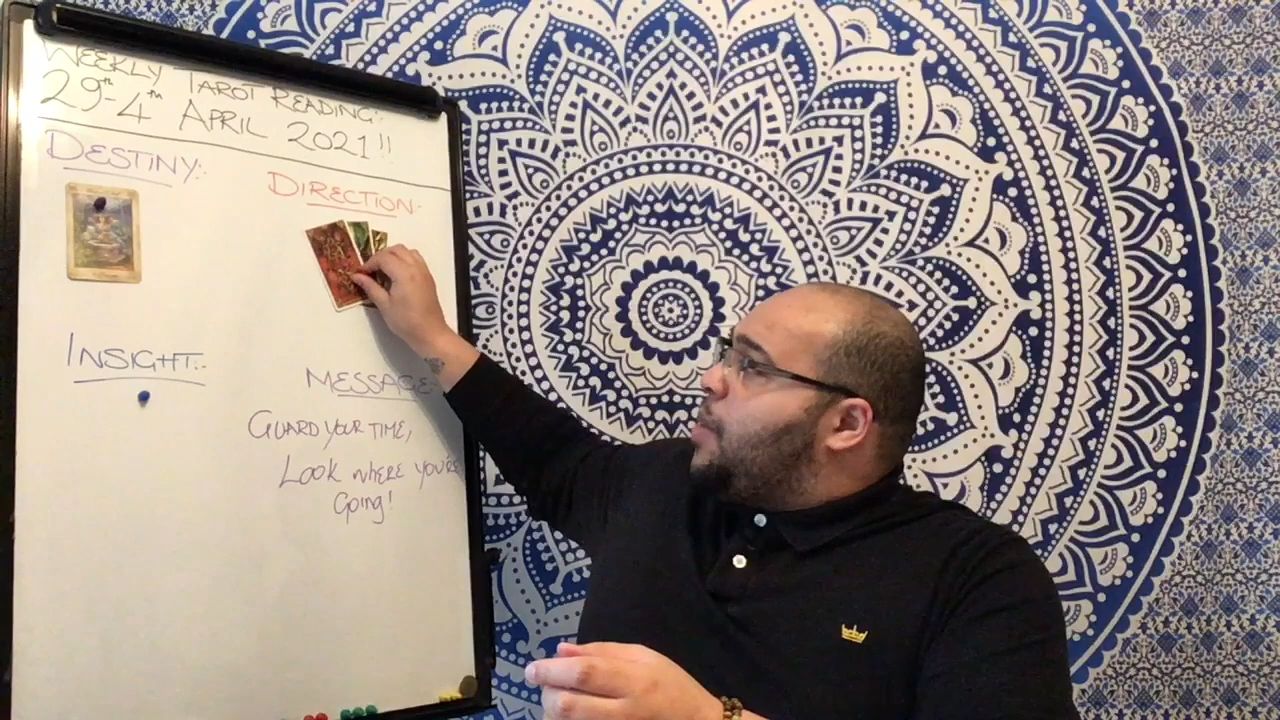 WEEKLY TAROT READING:-
29th-4th APRIL 2021!!
DESTINY:-
DIRECTION:-
INSIGHT:-
MESSAGE:
GUARD YOUR TIME,
LOOK WHERE YOU'RE
Going!